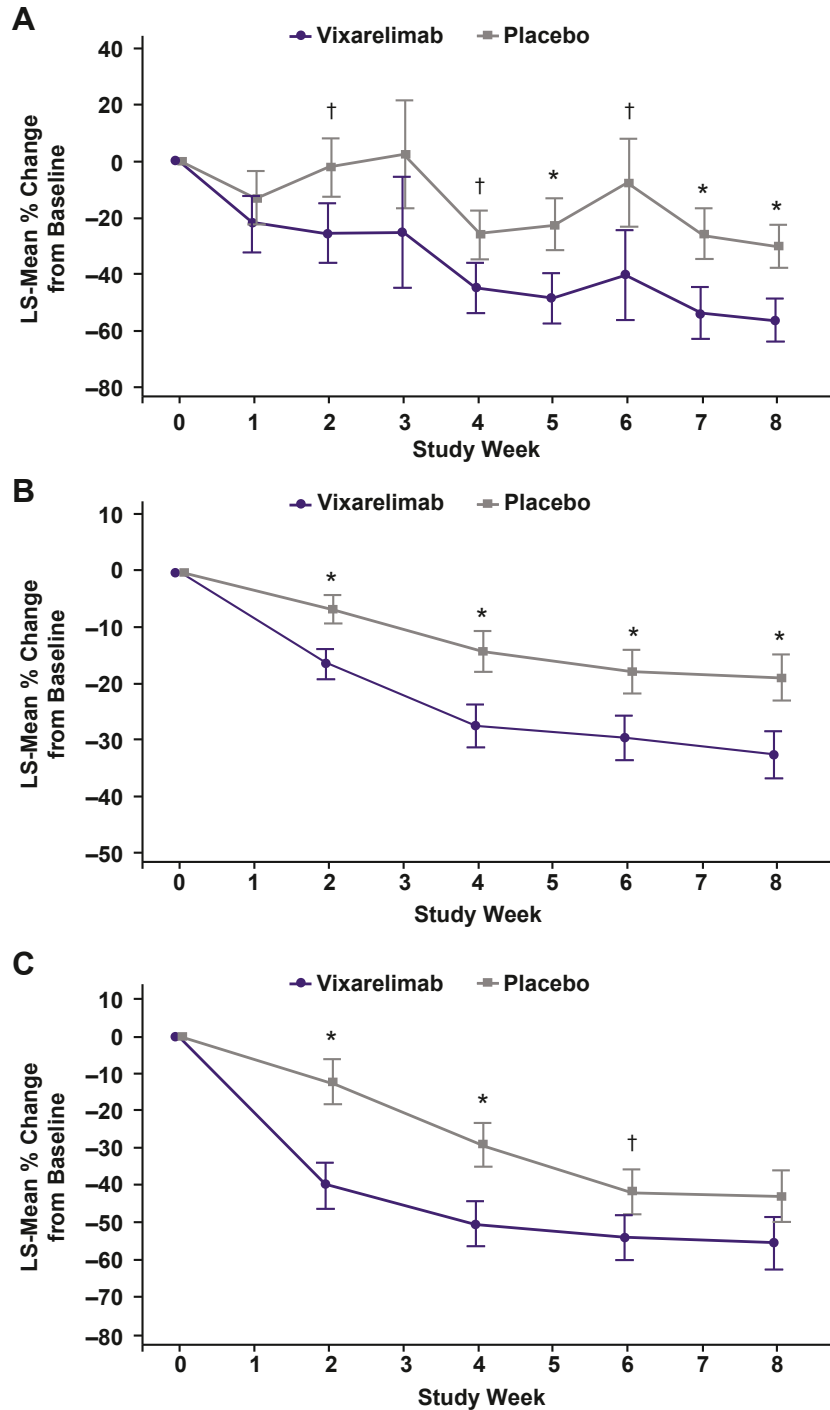 A
Vixarelimab
Placebo
40
20
0
–20
–40
–60
–80
LS-Mean % Change
from Baseline
†
†
*
†
*
*
0 1 2 3 4 5 6 7 8
Study Week
B
Vixarelimab
Placebo
10
0
–10
–20
–30
–40
–50
LS-Mean % Change
from Baseline
*
*
*
*
0 1 2 3 4 5 6 7 8
Study Week
C
Vixarelimab
Placebo
10
0
–10
–20
–30
–40
–50
–60
–70
–80
LS-Mean % Change
from Baseline
*
*
†
0 1 2 3 4 5 6 7 8
Study Week